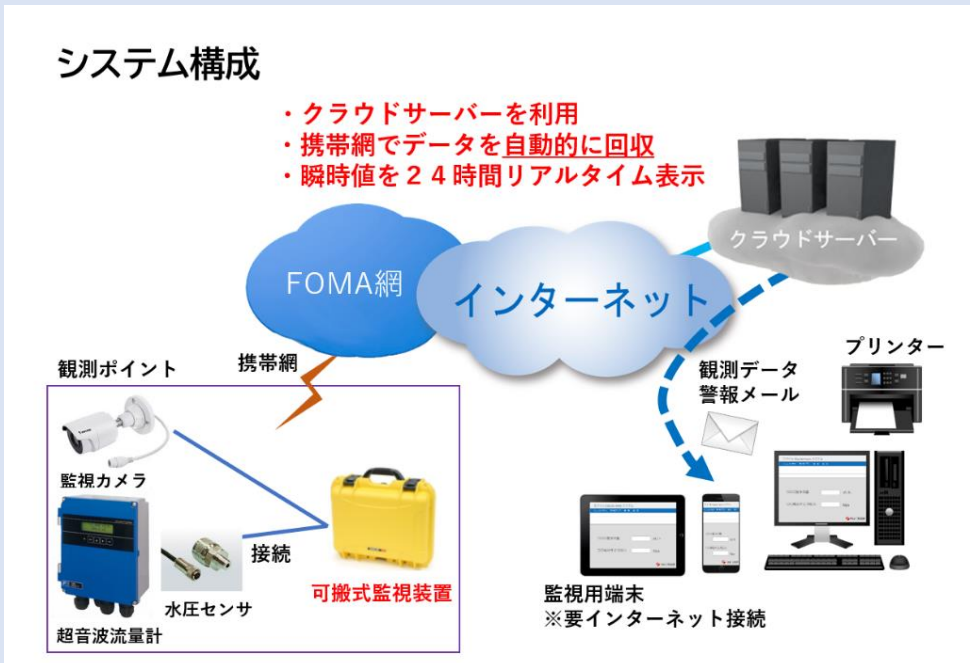 システム構成
・クラウドサーバーを利用
・携帯網でデータを自動的に回収
・瞬時値を２４時間リアルタイム表示
クラウドサーバー
FOMA網
インターネット
観測ポイント
携帯網
観測データ
警報メール
プリンター
監視カメラ
接続
水圧センサ
超音波流量計
可搬式監視装置
監視用端末
※要インターネット接続